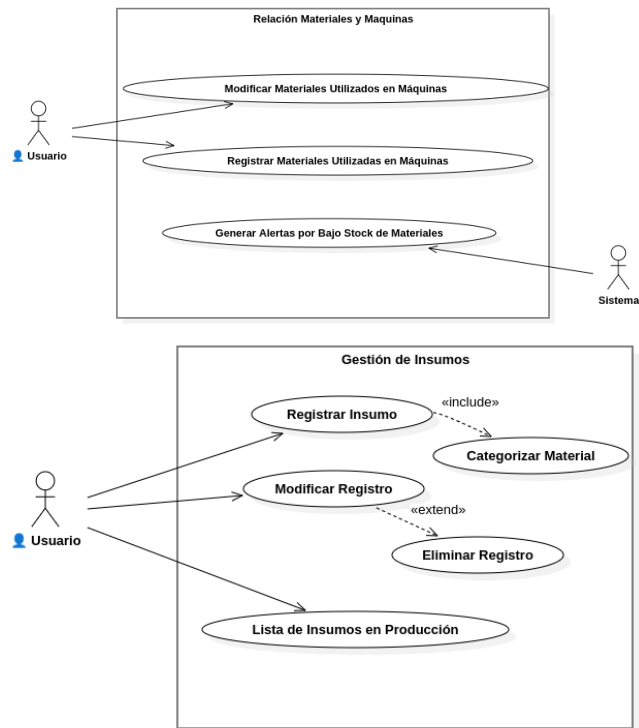 Relación Materiales y Maquinas
Modificar Materiales Utilizados en Máquinas
👤 Usuario
Registrar Materiales Utilizadas en Máquinas
Generar Alertas por Bajo Stock de Materiales
Sistema
Gestión de Insumos
«include»
Registrar Insumo
Categorizar Material
Modificar Registro
«extend»
👤 Usuario
Eliminar Registro
Lista de Insumos en Producción